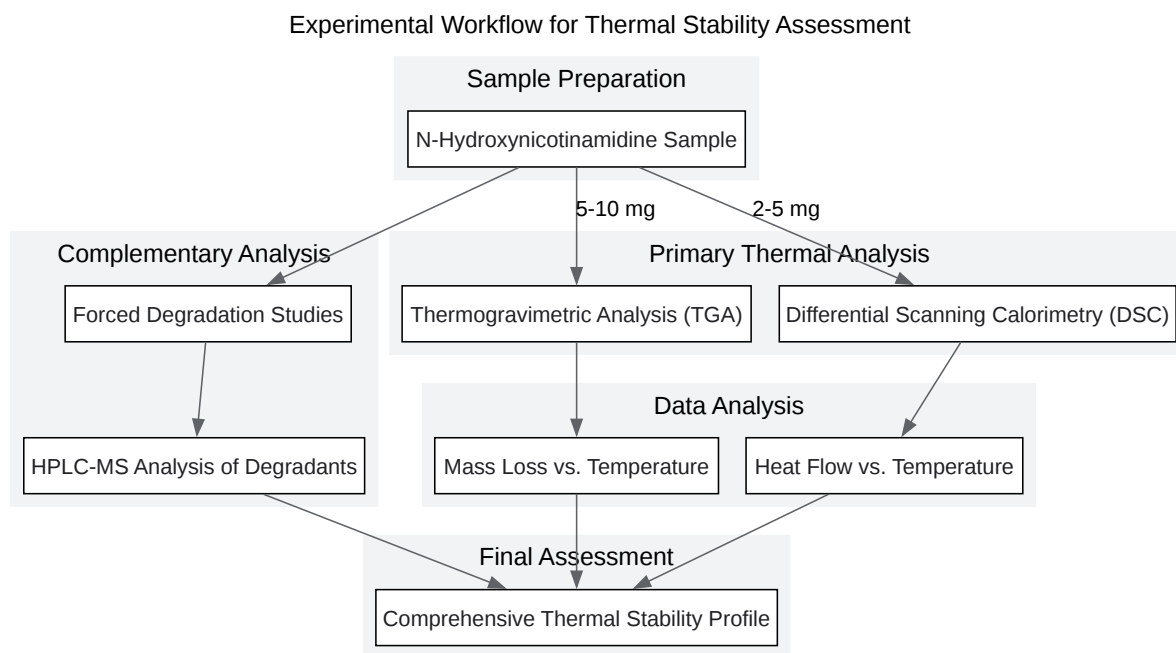 Experimental Workflow for Thermal Stability Assessment
Sample Preparation
N-Hydroxynicotinamidine Sample
5-10 mg
2-5 mg
Complementary Analysis
Primary Thermal Analysis
Forced Degradation Studies
Thermogravimetric Analysis (TGA)
Differential Scanning Calorimetry (DSC)
Data Analysis
HPLC-MS Analysis of Degradants
Mass Loss vs. Temperature
Heat Flow vs. Temperature
Final Assessment
Comprehensive Thermal Stability Profile